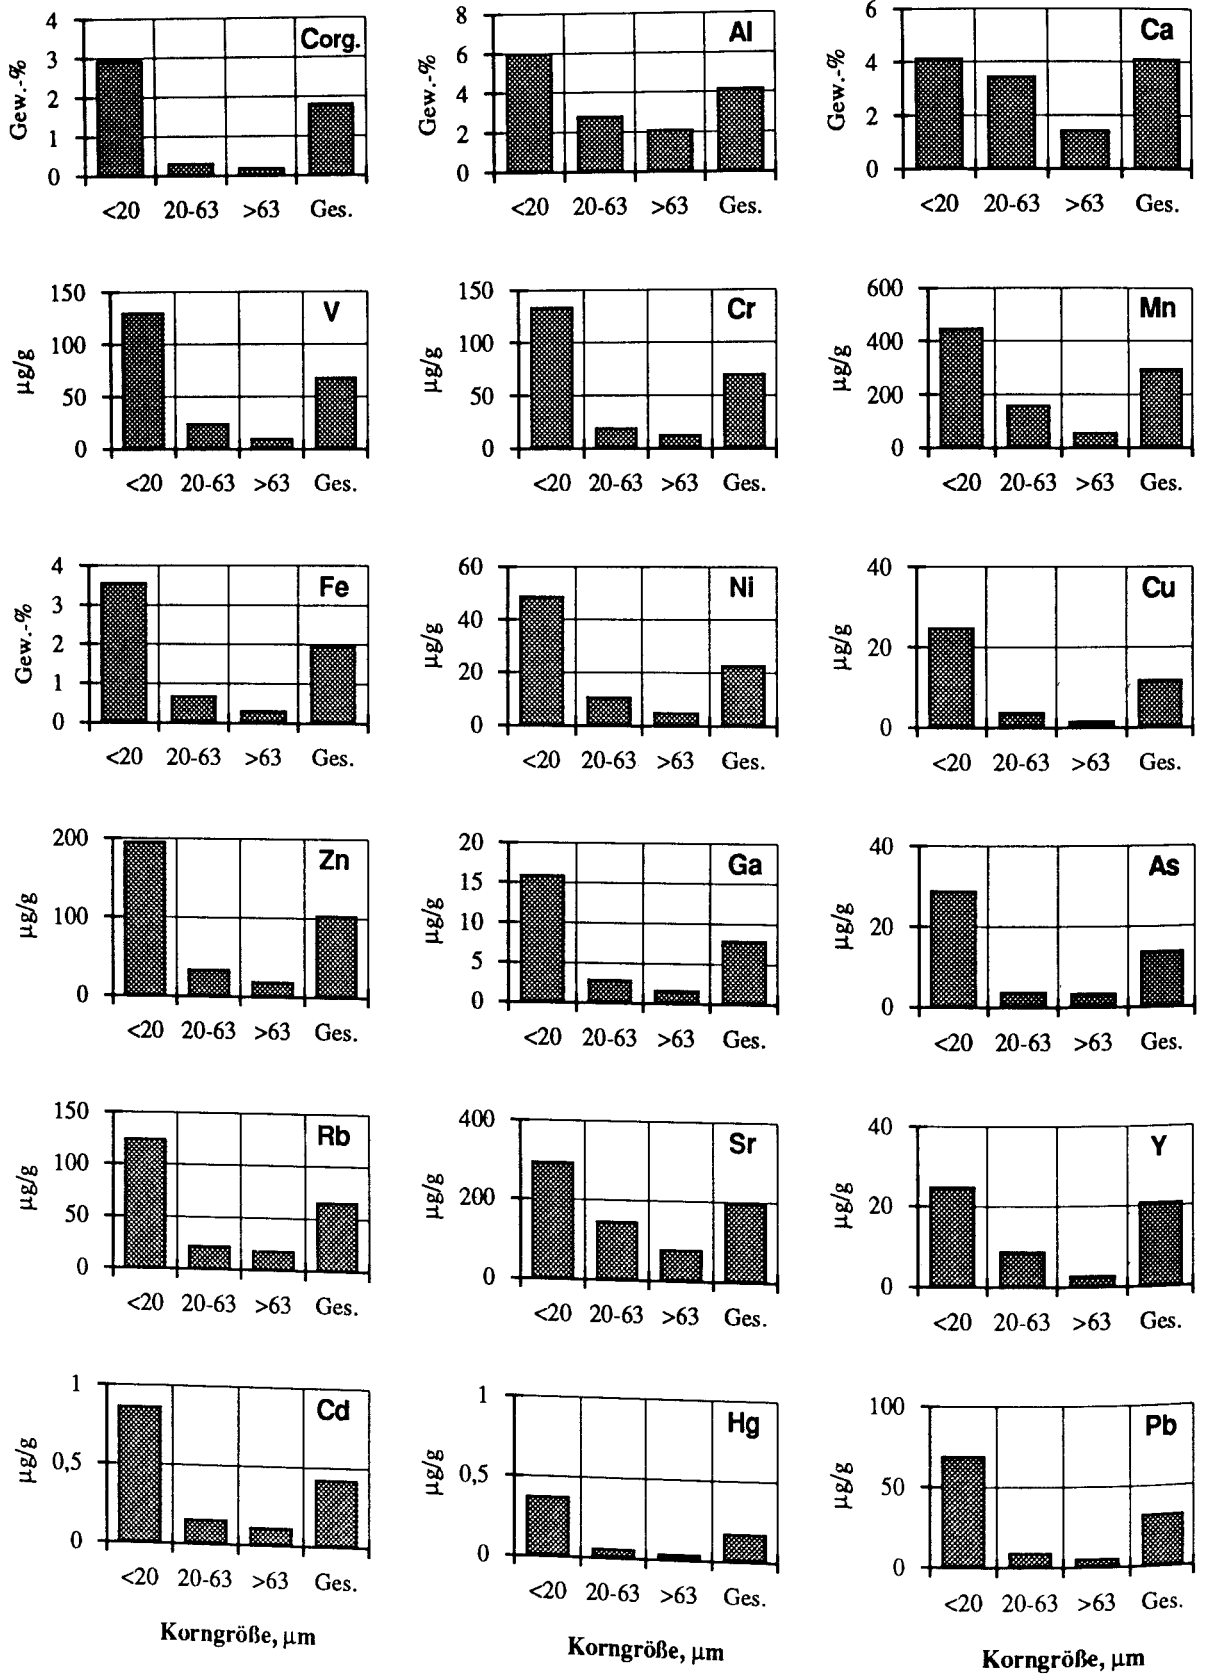 Corg.
Gew.-%
4
3
2
1
0
<20 20-63 >63 Ges.
Al
Gew.-%
8
6
4
2
0
<20 20-63 >63 Ges.
Ca
Gew.-%
6
4
2
0
<20 20-63 >63 Ges.
V
µg/g
150
100
50
0
<20 20-63 >63 Ges.
Cr
µg/g
150
100
50
0
<20 20-63 >63 Ges.
Mn
µg/g
600
400
200
0
<20 20-63 >63 Ges.
Fe
Gew.-%
4
3
2
1
0
<20 20-63 >63 Ges.
Ni
µg/g
60
40
20
0
<20 20-63 >63 Ges.
Cu
µg/g
40
20
0
<20 20-63 >63 Ges.
Zn
µg/g
200
100
0
<20 20-63 >63 Ges.
Ga
µg/g
20
15
10
5
0
<20 20-63 >63 Ges.
As
µg/g
40
20
0
<20 20-63 >63 Ges.
Rb
µg/g
150
100
50
0
<20 20-63 >63 Ges.
Sr
µg/g
400
200
0
<20 20-63 >63 Ges.
Y
µg/g
40
20
0
<20 20-63 >63 Ges.
Cd
µg/g
1
0,5
0
<20 20-63 >63 Ges.
Korngröße, µm
Hg
µg/g
1
0,5
0
<20 20-63 >63 Ges.
Korngröße, µm
Pb
µg/g
100
50
0
<20 20-63 >63 Ges.
Korngröße, µm